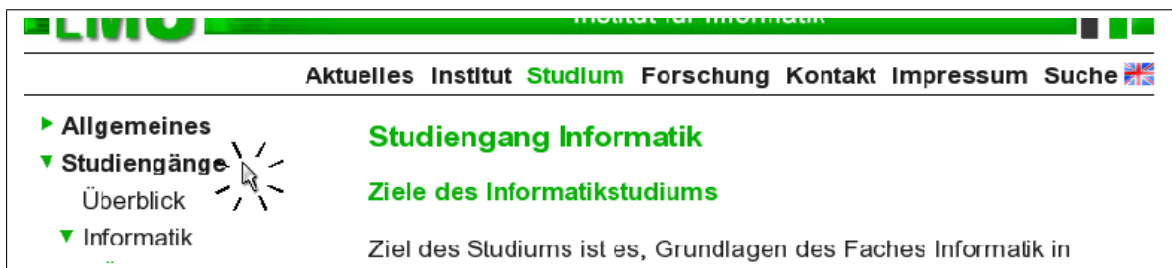 LMU
Institut für Informatik
Aktuelles Institut Studium Forschung Kontakt Impressum Suche
Allgemeines
Studiengänge
Überblick
Informatik
Studiengang Informatik
Ziele des Informatikstudiums
Ziel des Studiums ist es, Grundlagen des Faches Informatik in